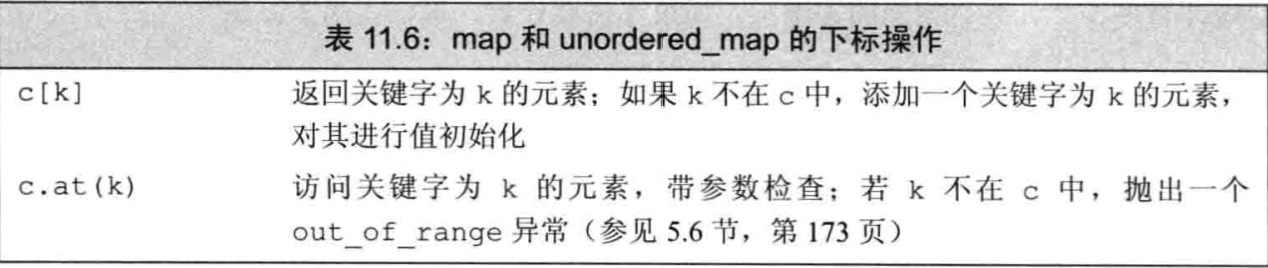 表 11.6：map 和 unordered_map 的下标操作
c[k] 返回关键字为 k 的元素；如果 k 不在 c 中，添加一个关键字为 k 的元素，
对其进行值初始化
c.at(k) 访问关键字为 k 的元素，带参数检查；若 k 不在 c 中，抛出一个
out_of_range 异常（参见 5.6 节，第 173 页）